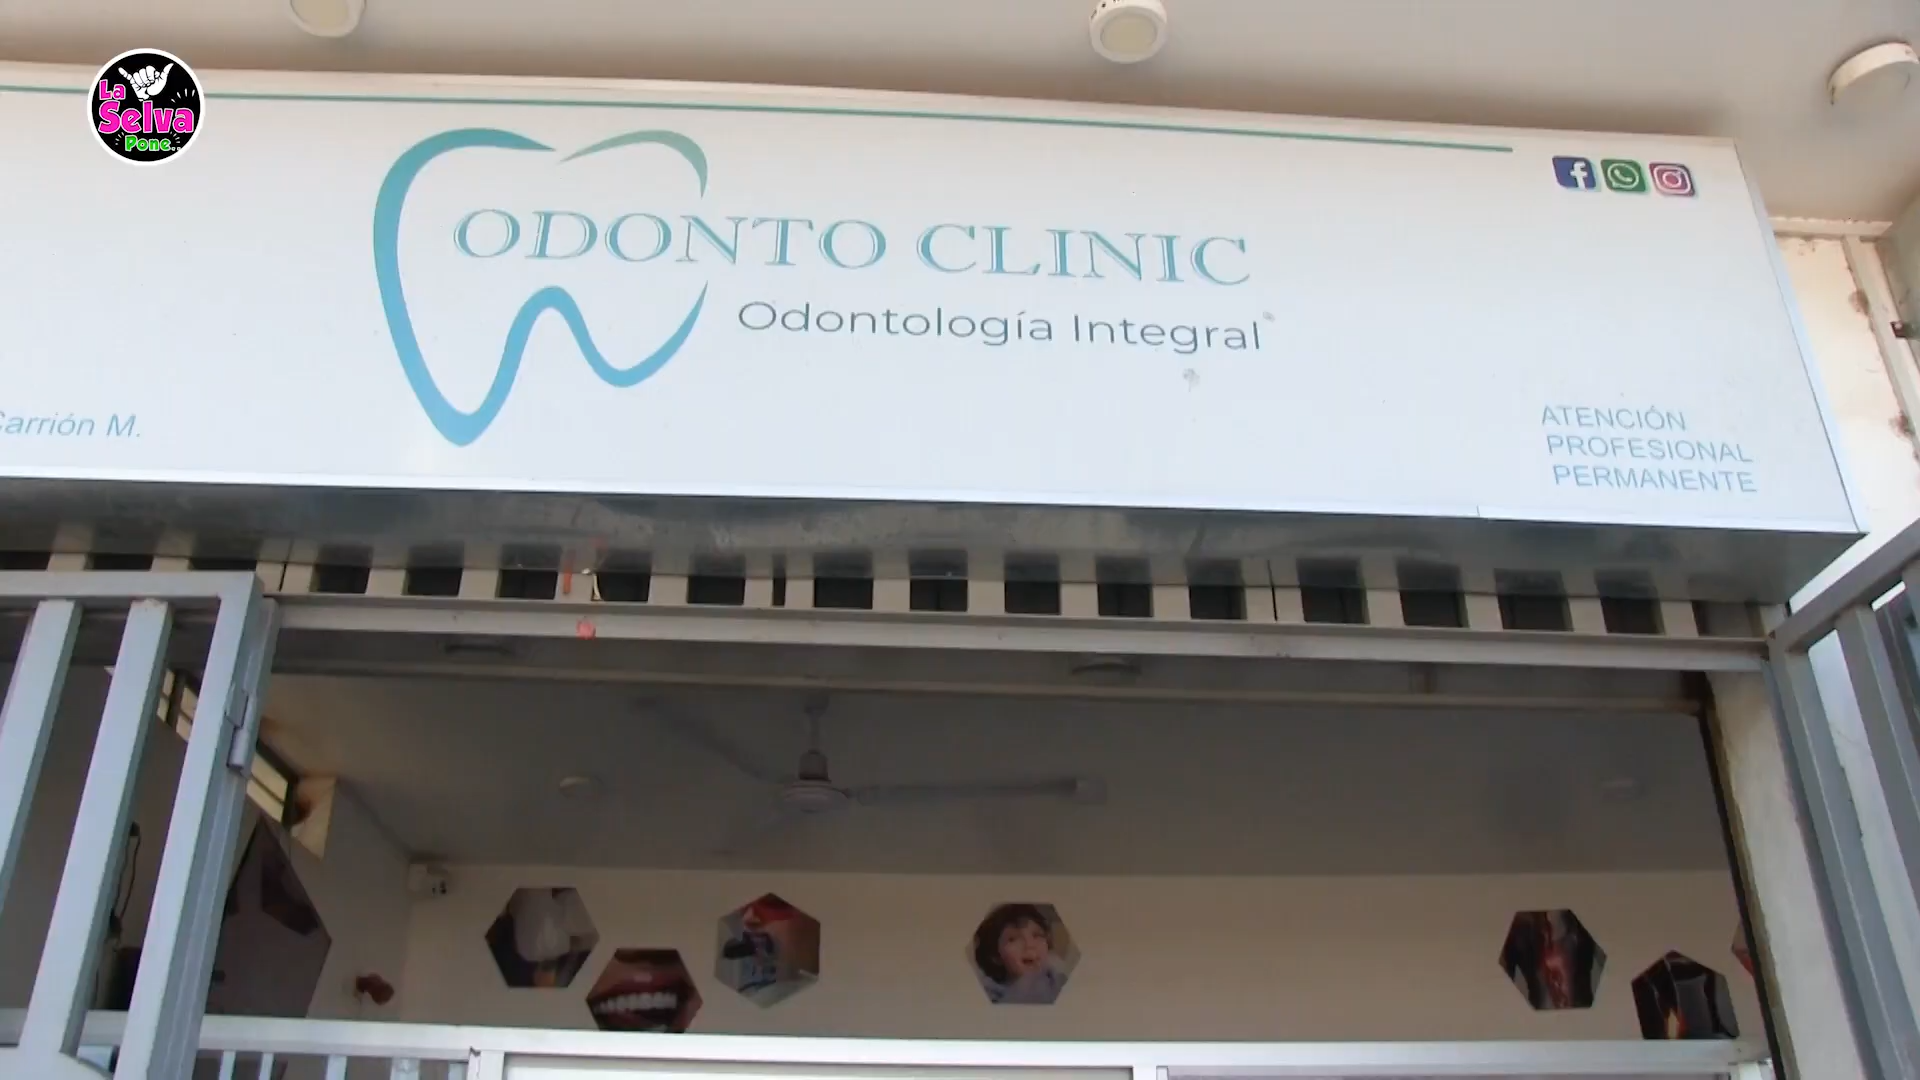 La
Selva
Pone..
ODONTO CLINIC
Odontología Integral
Carrión M.
ATENCIÓN
PROFESIONAL
PERMANENTE